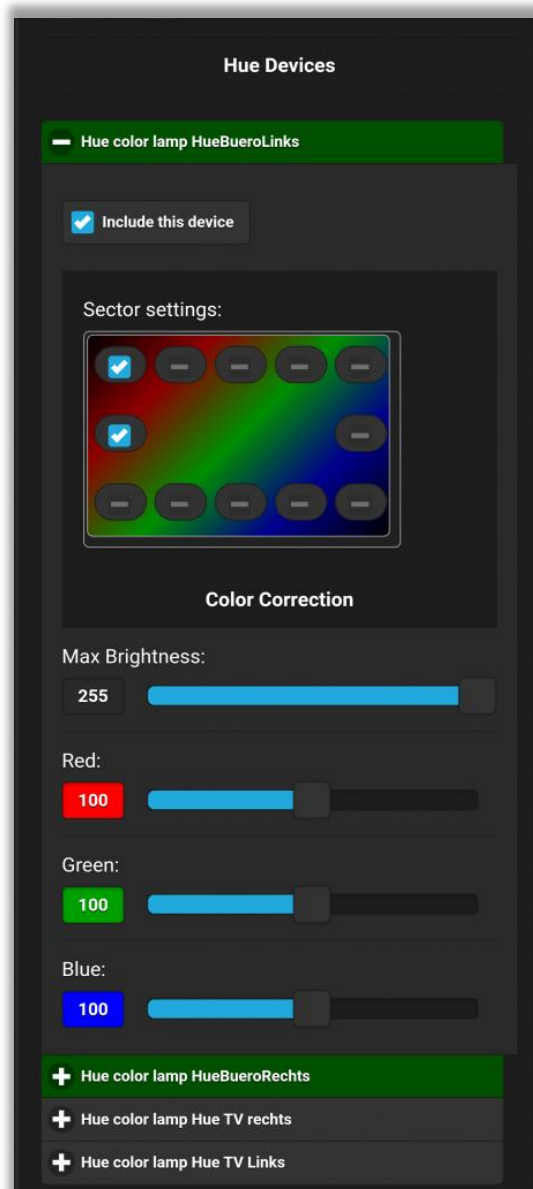 Hue Devices
Hue color lamp HueBueroLinks
Include this device
Sector settings:
Color Correction
Max Brightness:
255
Red:
100
Green:
100
Blue:
100
Hue color lamp HueBueroRechts
Hue color lamp Hue TV rechts
Hue color lamp Hue TV Links